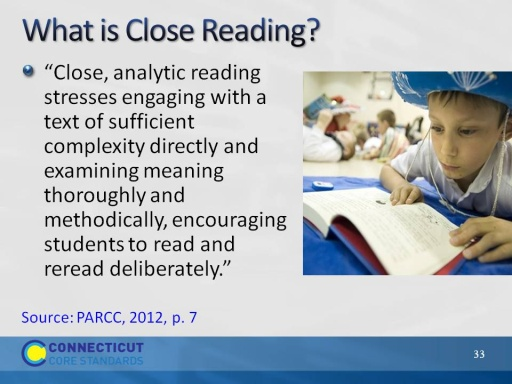 What is Close Reading?
“Close, analytic reading
stresses engaging with a
text of sufficient
complexity directly and
examining meaning
thoroughly and
methodically, encouraging
students to read and
reread deliberately.”
Source: PARCC, 2012, p. 7
CONNECTICUT
CORE STANDARDS
33